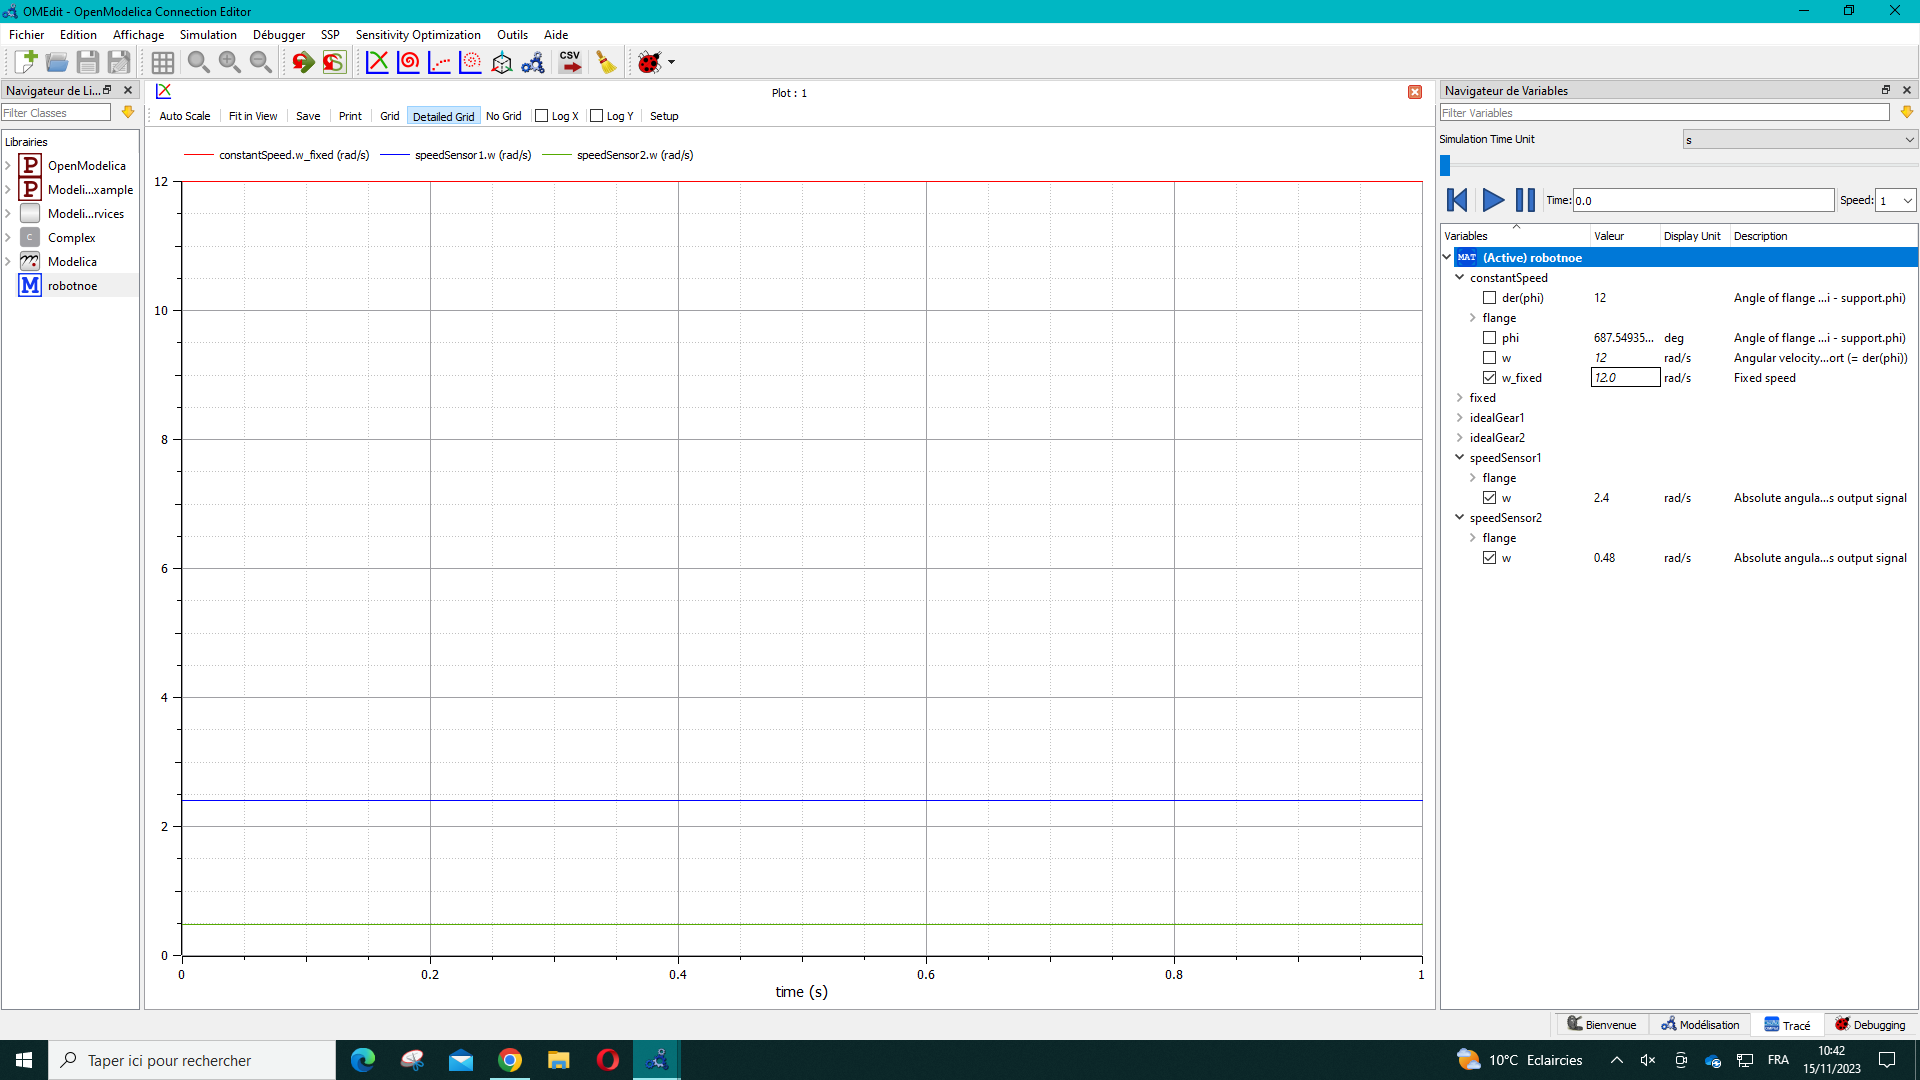 OMEdit - OpenModelica Connection Editor
Fichier Edition Affichage Simulation Débugger SSP Sensitivity Optimization Outils Aide
CSV
Navigateur de Li...
Filter Classes
Librairies
P OpenModelica
P Modeli...xample
Modeli...rvices
C Complex
m Modelica
M robotnoe
Plot : 1
Auto Scale Fit in View Save Print Grid Detailed Grid No Grid Log X Log Y Setup
constantSpeed.w_fixed (rad/s) speedSensor1.w (rad/s) speedSensor2.w (rad/s)
12
10
8
6
4
2
0
0 0.2 0.4 0.6 0.8 1
time (s)
Navigateur de Variables
Filter Variables
Simulation Time Unit s
Time: 0.0 Speed: 1
Variables Valeur Display Unit Description
MAT (Active) robotnoe
constantSpeed
der(phi) 12 Angle of flange ...i - support.phi)
flange
phi 687.54935... deg Angle of flange ...i - support.phi)
w 12 rad/s Angular velocity...ort (= der(phi))
w_fixed 12.0 rad/s Fixed speed
fixed
idealGear1
idealGear2
speedSensor1
flange
w 2.4 rad/s Absolute angula...s output signal
speedSensor2
flange
w 0.48 rad/s Absolute angula...s output signal
Bienvenue Modélisation Tracé Debugging
Taper ici pour rechercher
10°C Eclaircies FRA
10:42
15/11/2023